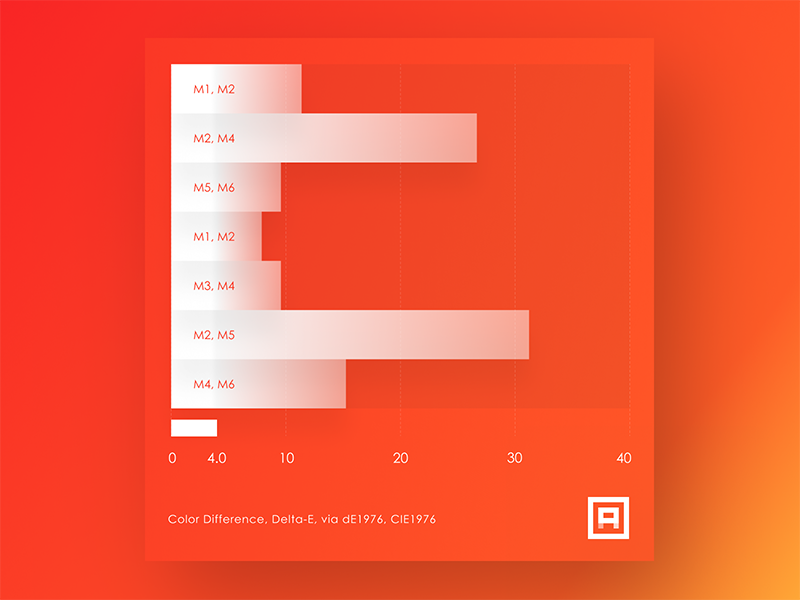 M1, M2
M2, M4
M5, M6
M1, M2
M3, M4
M2, M5
M4, M6
0 4.0 10 20 30 40
Color Difference, Delta-E, via dE1976, CIE1976
A